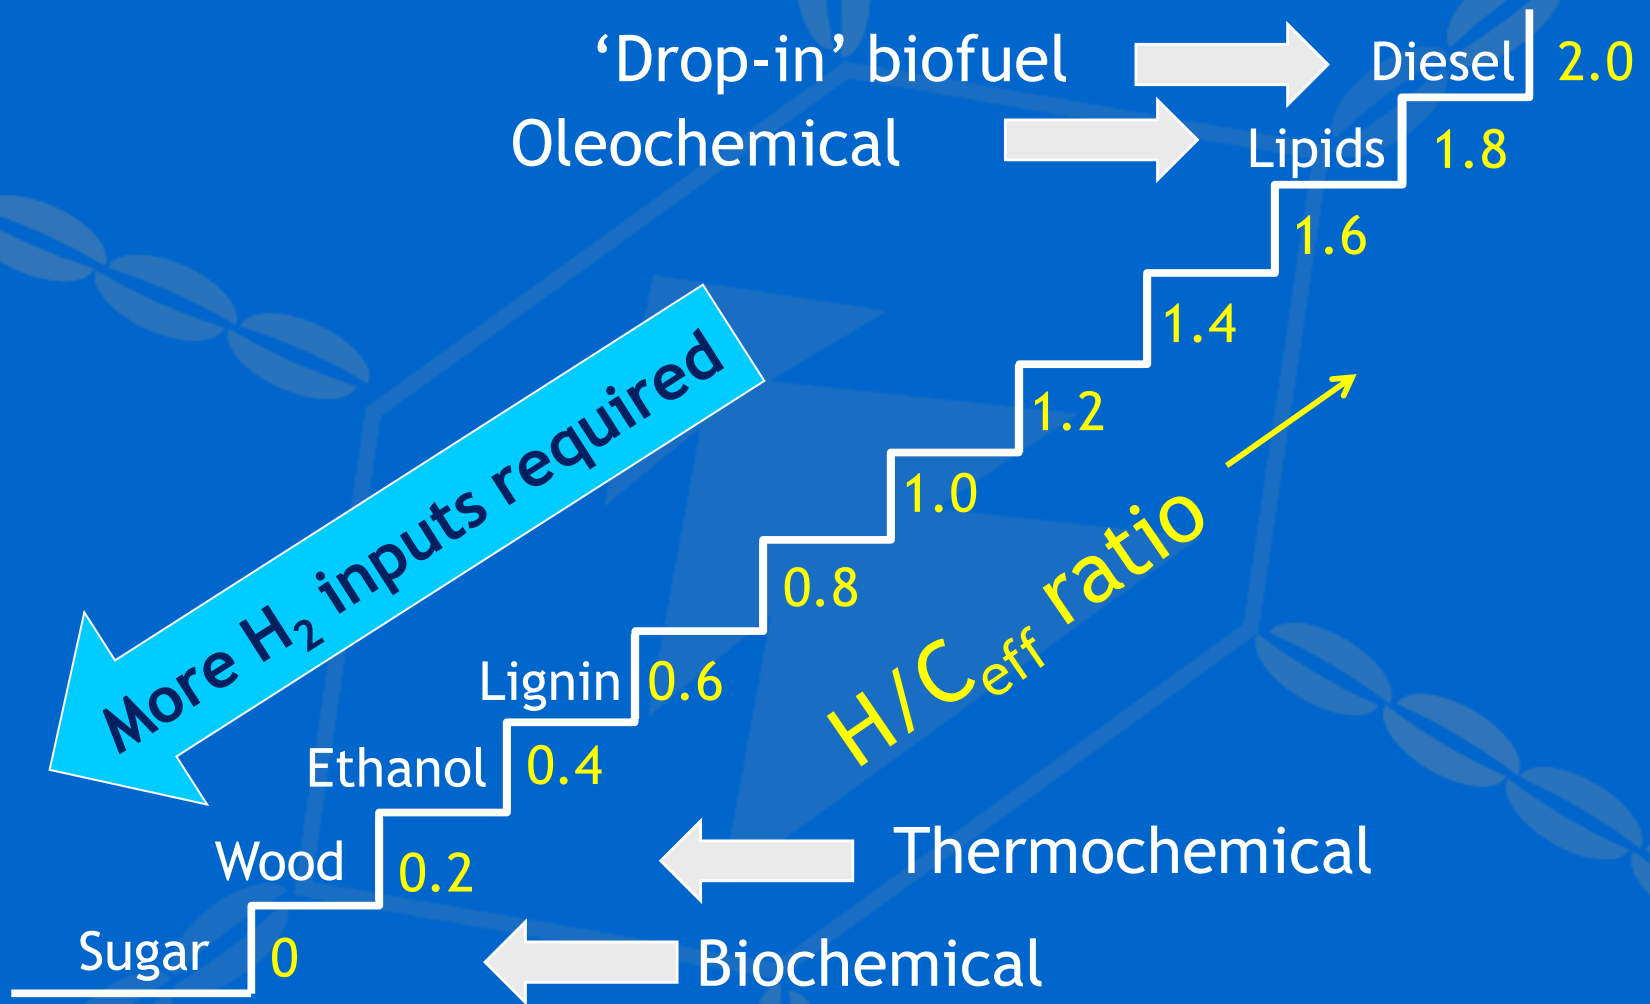 ‘Drop-in’ biofuel
Diesel
2.0
Oleochemical
Lipids
1.8
1.6
1.4
1.2
1.0
0.8
More H₂ inputs required
H/Ceff ratio
Lignin
0.6
Ethanol
0.4
Wood
0.2
Thermochemical
Sugar
0
Biochemical